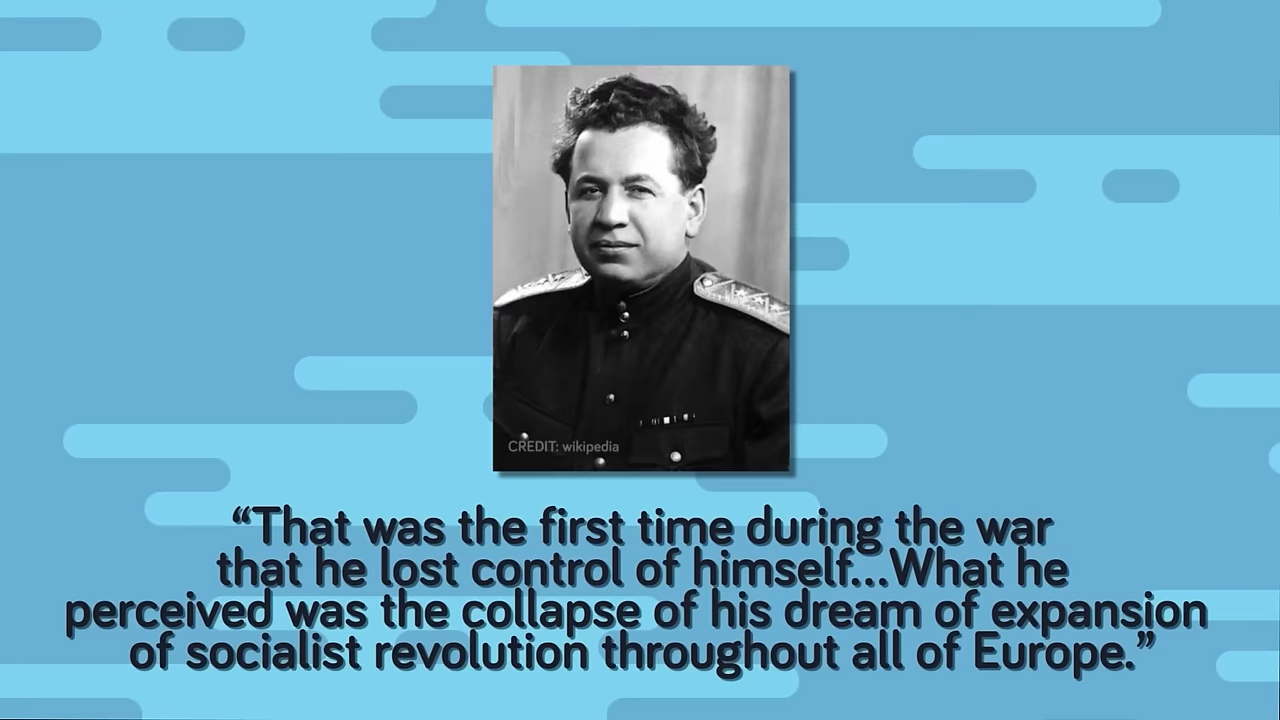 CREDIT: wikipedia
“That was the first time during the war
that he lost control of himself...What he
perceived was the collapse of his dream of expansion
of socialist revolution throughout all of Europe.”